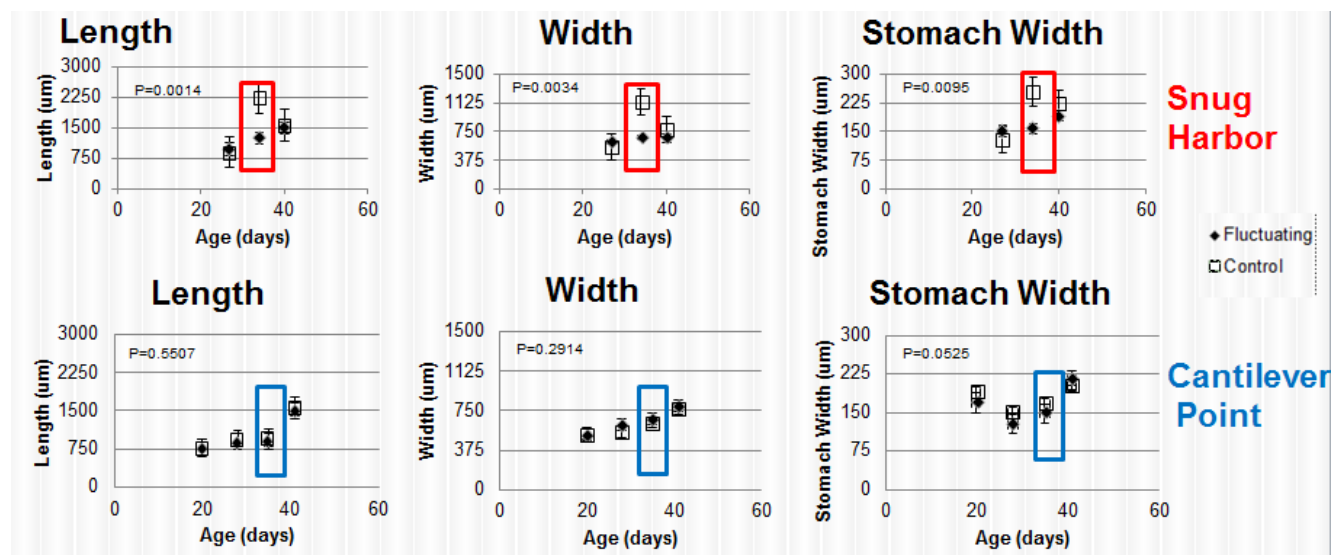 Length
Width
Stomach Width
3000
2250
1500
750
0
P=0.0014
Length (um)
0 20 40 60
Age (days)
1500
1125
750
375
0
P=0.0034
Width (um)
0 20 40 60
Age (days)
300
225
150
75
0
P=0.0095
Stomach Width (um)
0 20 40 60
Age (days)
Snug
Harbor
Fluctuating
Control
Length
Width
Stomach Width
3000
2250
1500
750
0
P=0.5507
Length (um)
0 20 40 60
Age (days)
1500
1125
750
375
0
P=0.2914
Width (um)
0 20 40 60
Age (days)
300
225
150
75
0
P=0.0525
Stomach Width (um)
0 20 40 60
Age (days)
Cantilever
Point